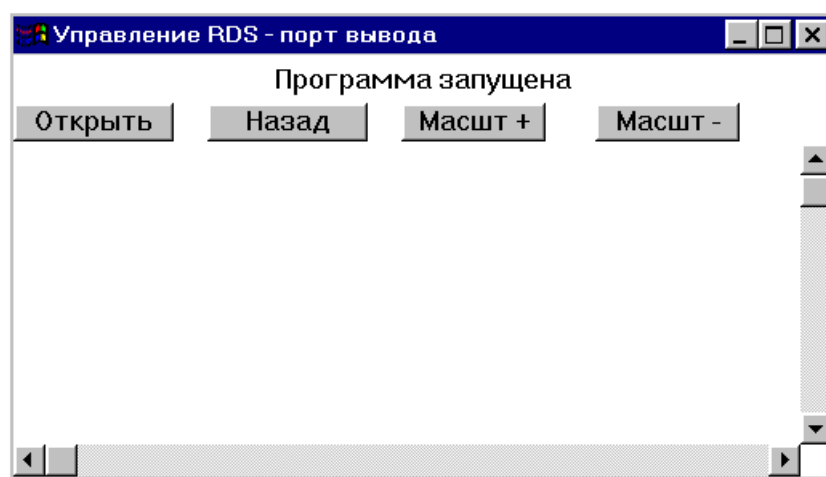 Управление RDS - порт вывода
Программа запущена
Открыть Назад Масшт + Масшт -